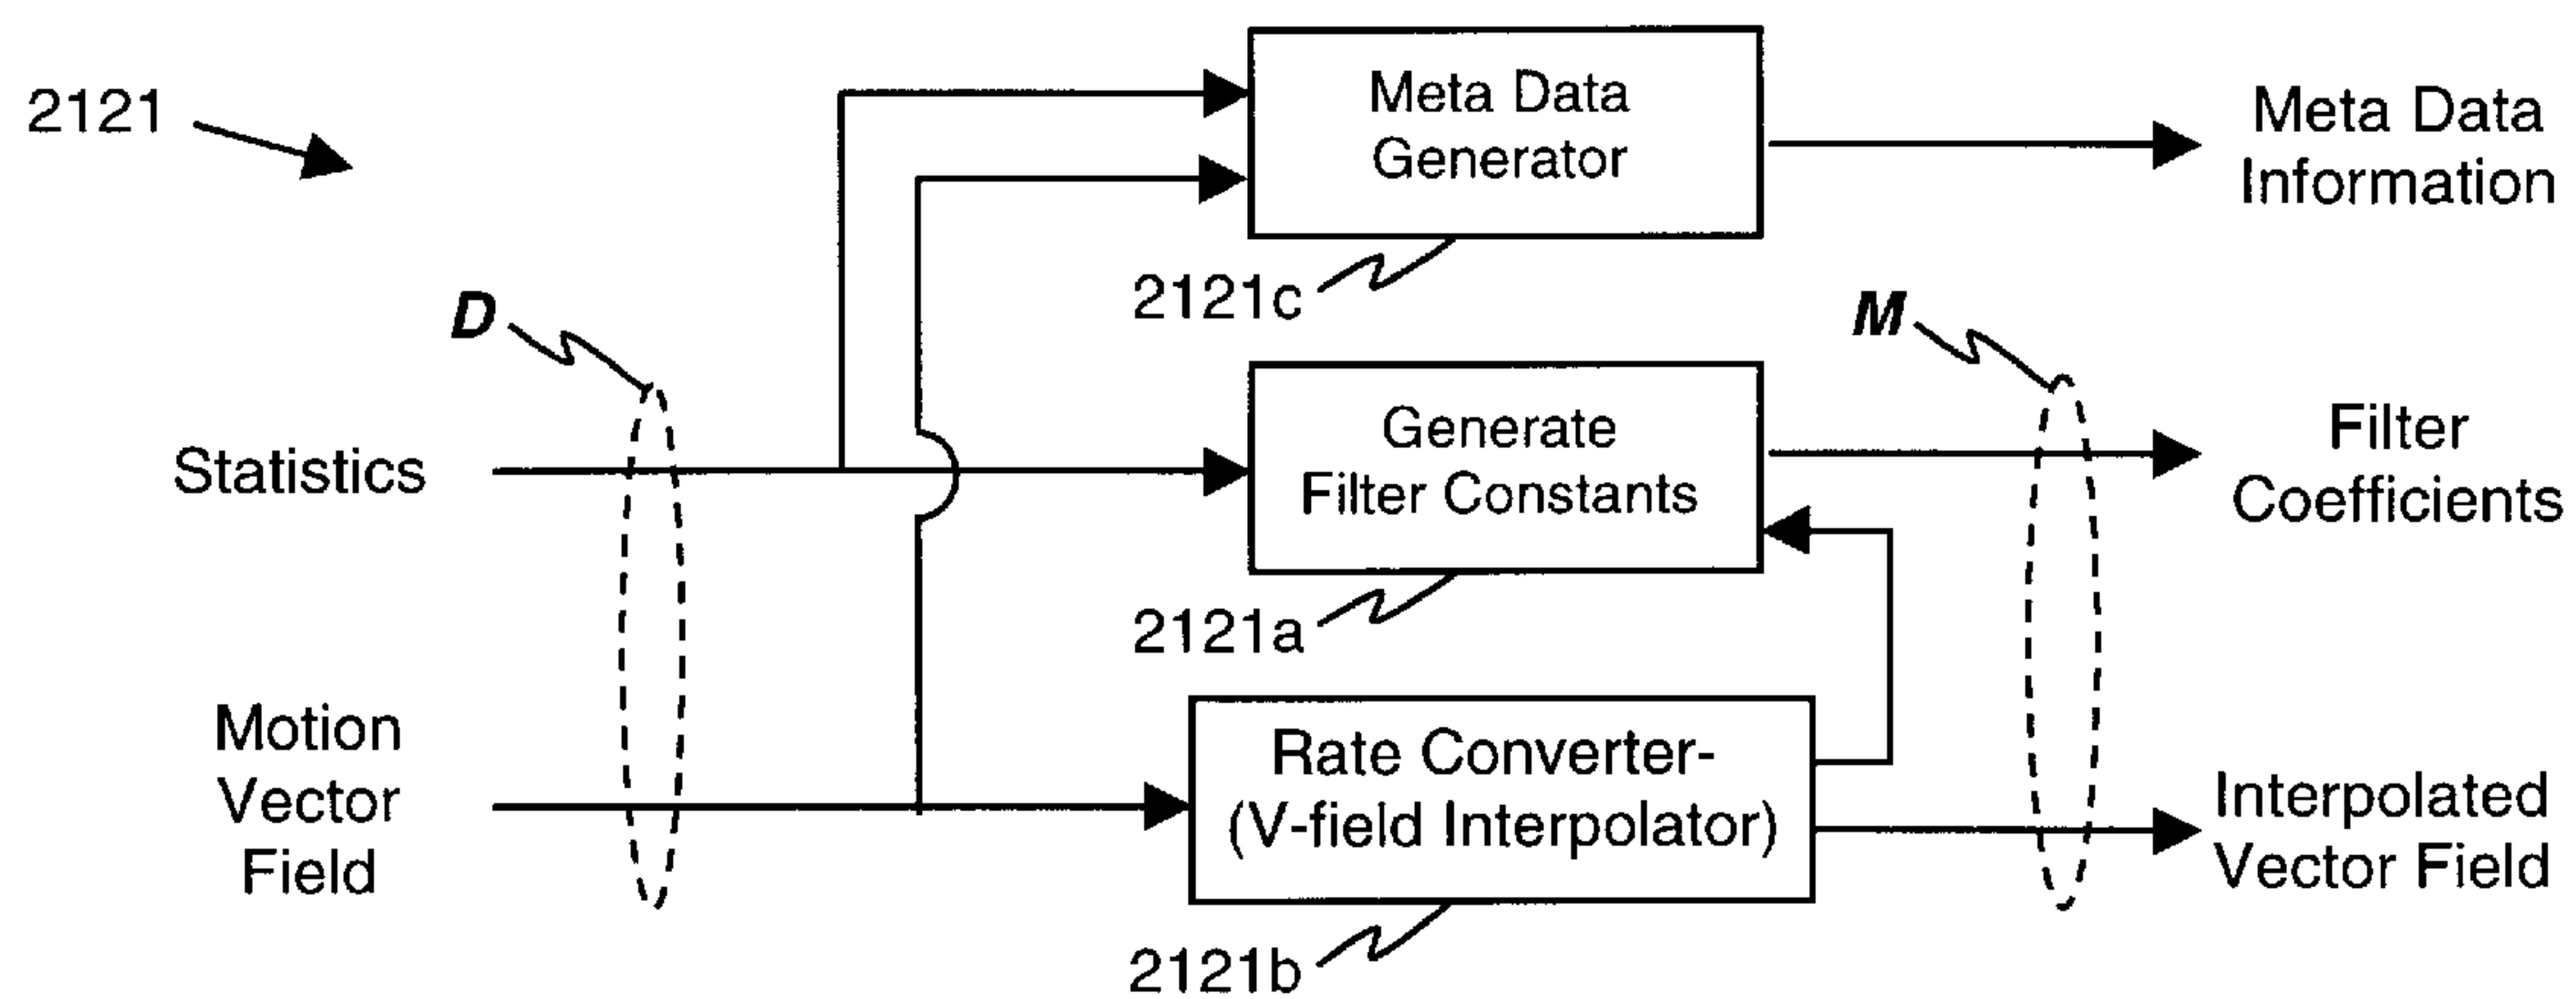 2121
Meta Data
Generator
Meta Data
Information
2121c
D
M
Statistics
Generate
Filter Constants
Filter
Coefficients
2121a
Motion
Vector
Field
Rate Converter-
(V-field Interpolator)
Interpolated
Vector Field
2121b